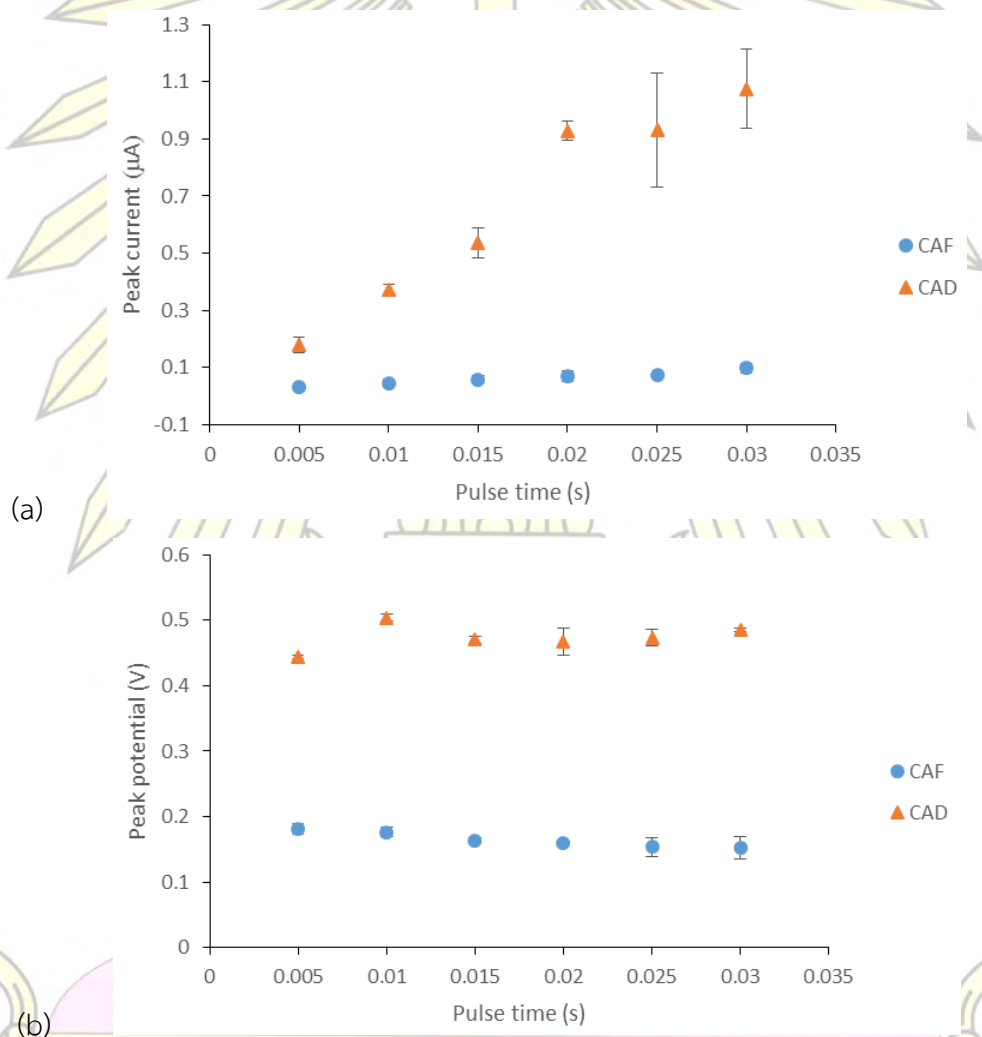 1.3
1.1
0.9
0.7
0.5
0.3
0.1
-0.1
Peak current (µA)
0 0.005 0.01 0.015 0.02 0.025 0.03 0.035
Pulse time (s)
CAF
CAD
(a)
0.6
0.5
0.4
0.3
0.2
0.1
0
Peak potential (V)
0 0.005 0.01 0.015 0.02 0.025 0.03 0.035
Pulse time (s)
CAF
CAD
(b)